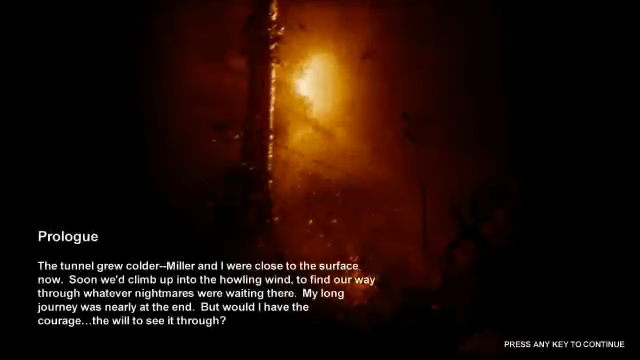 Prologue
The tunnel grew colder--Miller and I were close to the surface
now. Soon we'd climb up into the howling wind, to find our way
through whatever nightmares were waiting there. My long
journey was nearly at the end. But would I have the
courage...the will to see it through?
PRESS ANY KEY TO CONTINUE